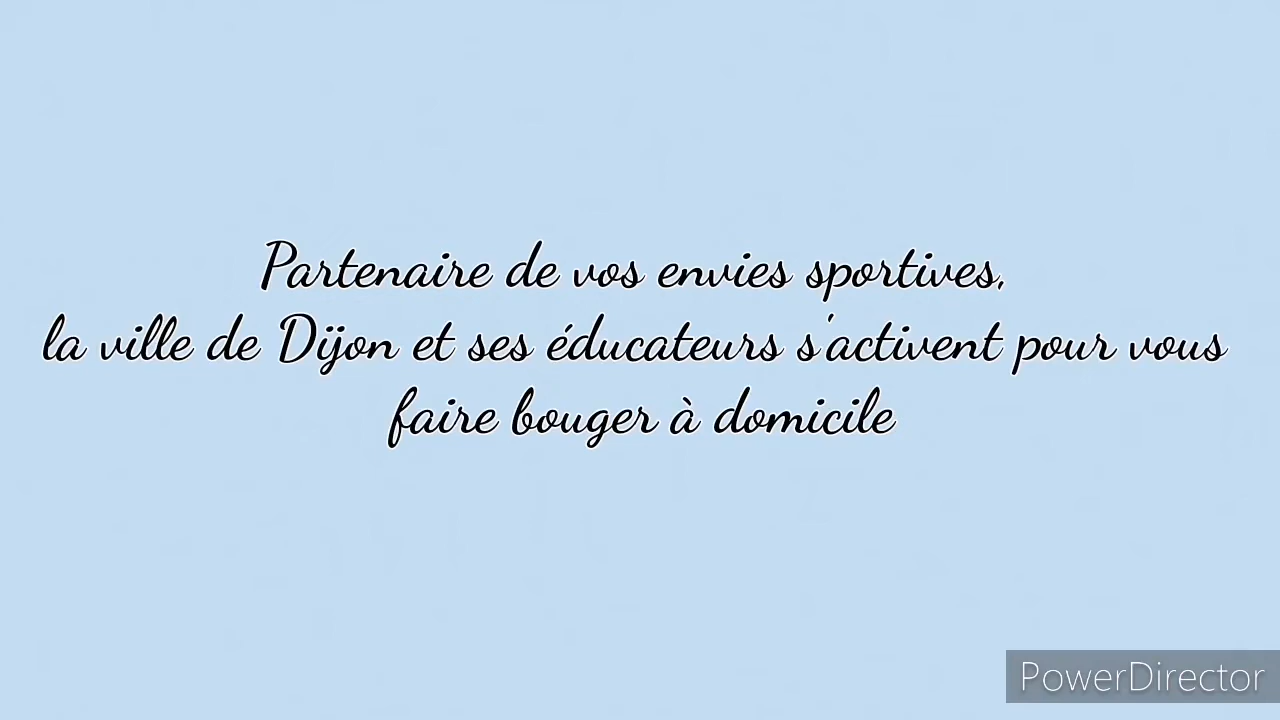 Partenaire de vos envies sportives,
la ville de Dijon et ses éducateurs s'activent pour vous
faire bouger à domicile
PowerDirector